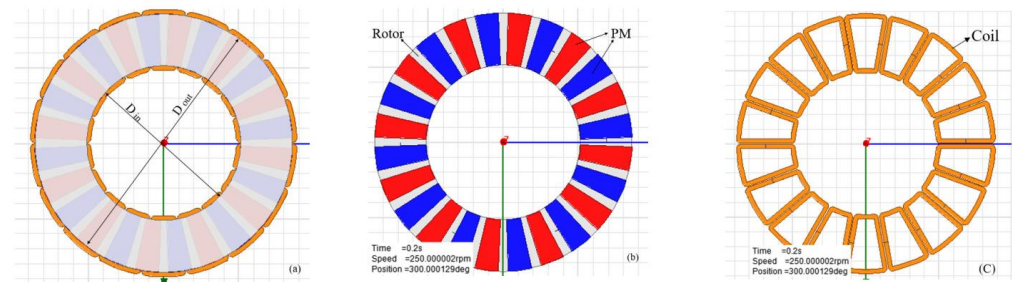 D in
D out
(a)
Rotor
PM
Time =0.2s
Speed =250.000002rpm
Position =300.000129deg
(b)
Coil
Time =0.2s
Speed =250.000002rpm
Position =300.000129deg
(C)